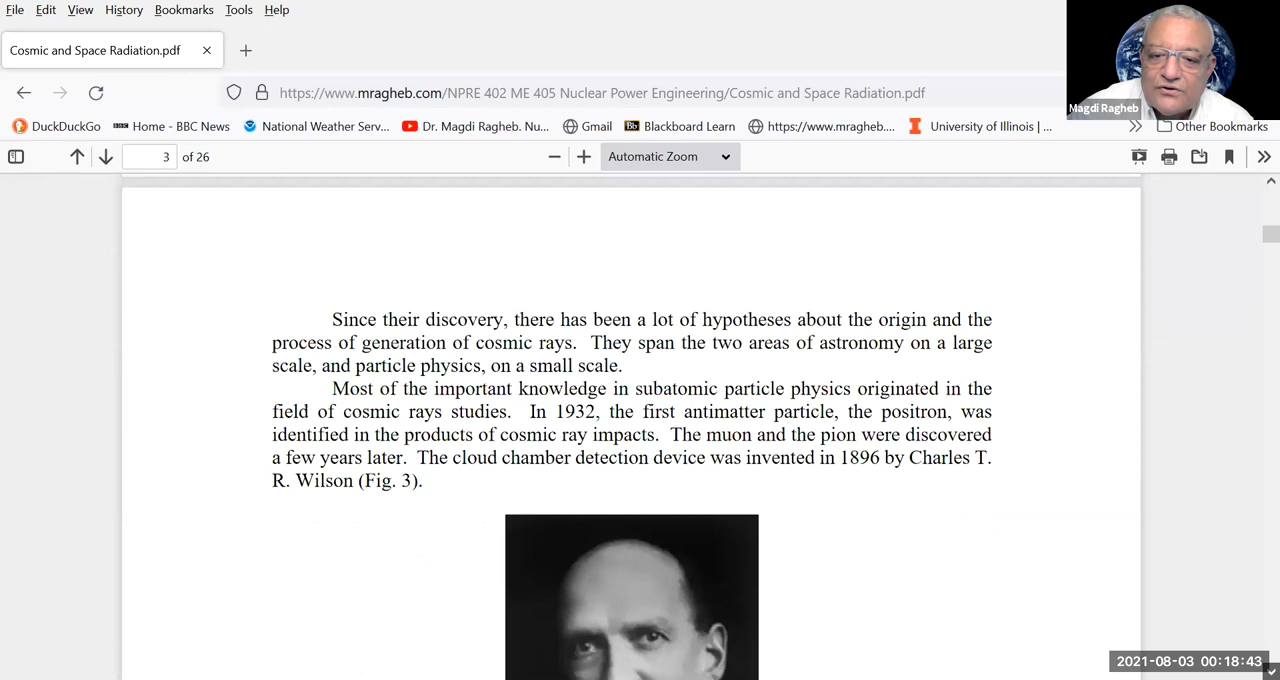 File Edit View History Bookmarks Tools Help
Cosmic and Space Radiation.pdf
https://www.mragheb.com/NPRE 402 ME 405 Nuclear Power Engineering/Cosmic and Space Radiation.pdf
Magdi Ragheb
DuckDuckGo BBC Home - BBC News National Weather Serv... Dr. Magdi Ragheb. Nu... Gmail Bb Blackboard Learn https://www.mragheb.... University of Illinois | ... Other Bookmarks
3 of 26 Automatic Zoom
Since their discovery, there has been a lot of hypotheses about the origin and the
process of generation of cosmic rays. They span the two areas of astronomy on a large
scale, and particle physics, on a small scale.
Most of the important knowledge in subatomic particle physics originated in the
field of cosmic rays studies. In 1932, the first antimatter particle, the positron, was
identified in the products of cosmic ray impacts. The muon and the pion were discovered
a few years later. The cloud chamber detection device was invented in 1896 by Charles T.
R. Wilson (Fig. 3).
2021-08-03 00:18:43